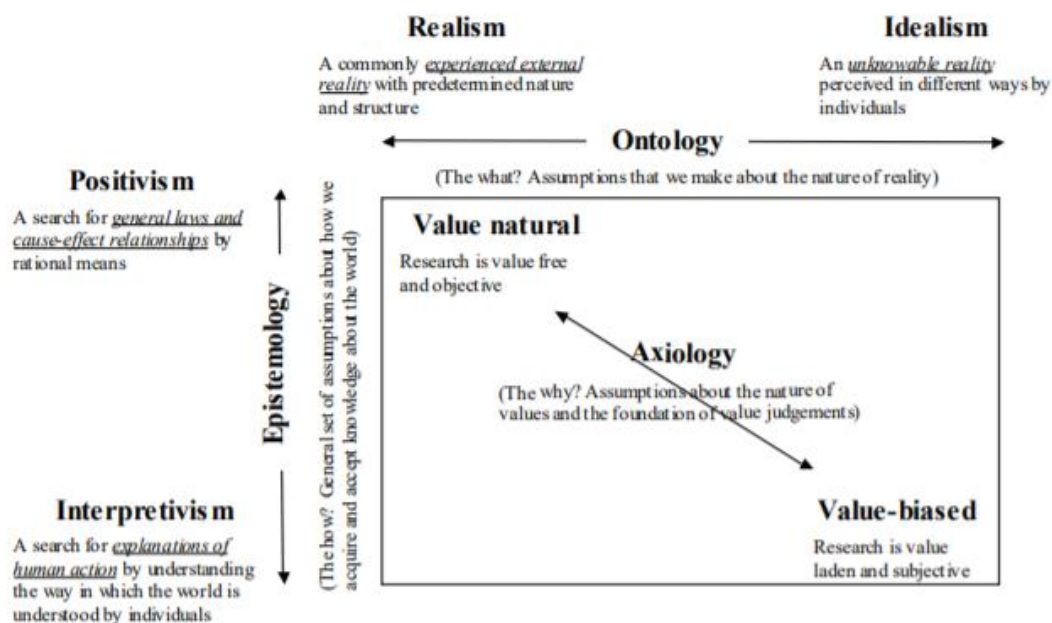 Realism
A commonly experienced external
reality with predetermined nature
and structure
Idealism
An unknowable reality
perceived in different ways by
individuals
Ontology
(The what? Assumptions that we make about the nature of reality)
Positivism
A search for general laws and
cause-effect relationships by
rational means
Epistemology
(The how? General set of assumptions about how we
acquire and accept knowledge about the world)
Interpretivism
A search for explanations of
human action by understanding
the way in which the world is
understood by individuals
Value natural
Research is value free
and objective
Axiology
(The why? Assumptions about the nature of
values and the foundation of value judgements)
Value-biased
Research is value
laden and subjective